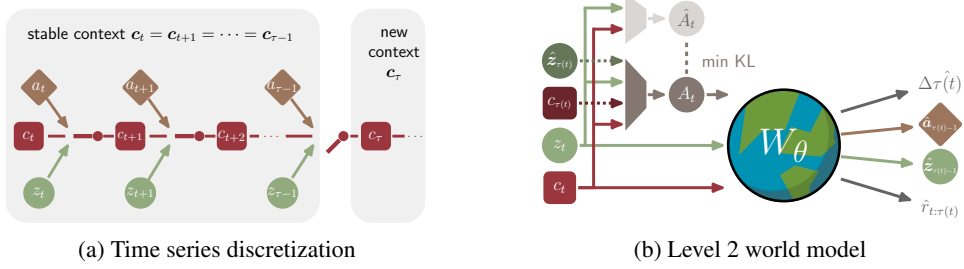 stable context c_t = c_{t+1} = ⋯ = c_{τ−1}
new
context
c_τ
a_t
a_{t+1}
a_{τ−1}
c_t
c_{t+1}
c_{t+2}
...
c_τ
...
z_t
z_{t+1}
z_{τ−1}
(a) Time series discretization
Â_t
min KL
ẑ_{τ(t)}
c_{τ(t)}
A_t
z_t
c_t
W_θ
Δτ(̂t)
â_{τ(t)−1}
ẑ_{τ(t)−1}
r̂_{t:τ(t)}
(b) Level 2 world model